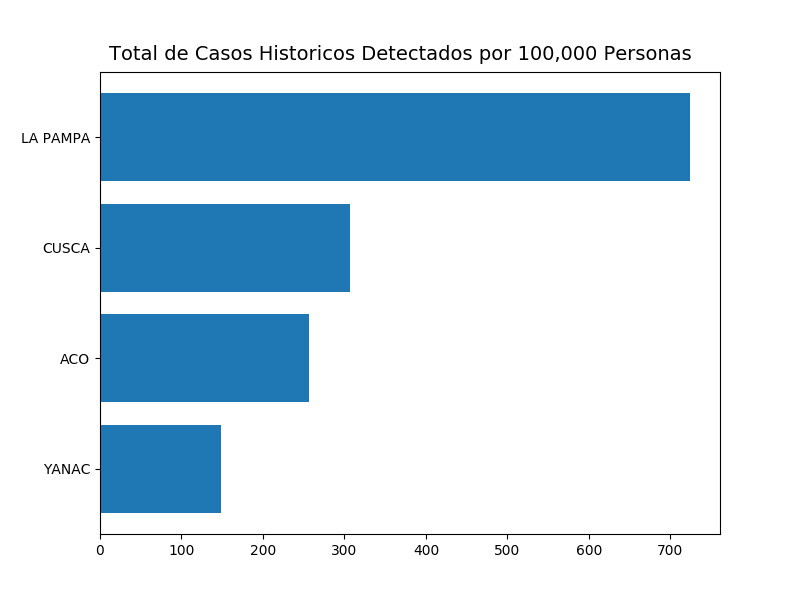 Total de Casos Historicos Detectados por 100,000 Personas
LA PAMPA
CUSCA
ACO
YANAC
0 100 200 300 400 500 600 700